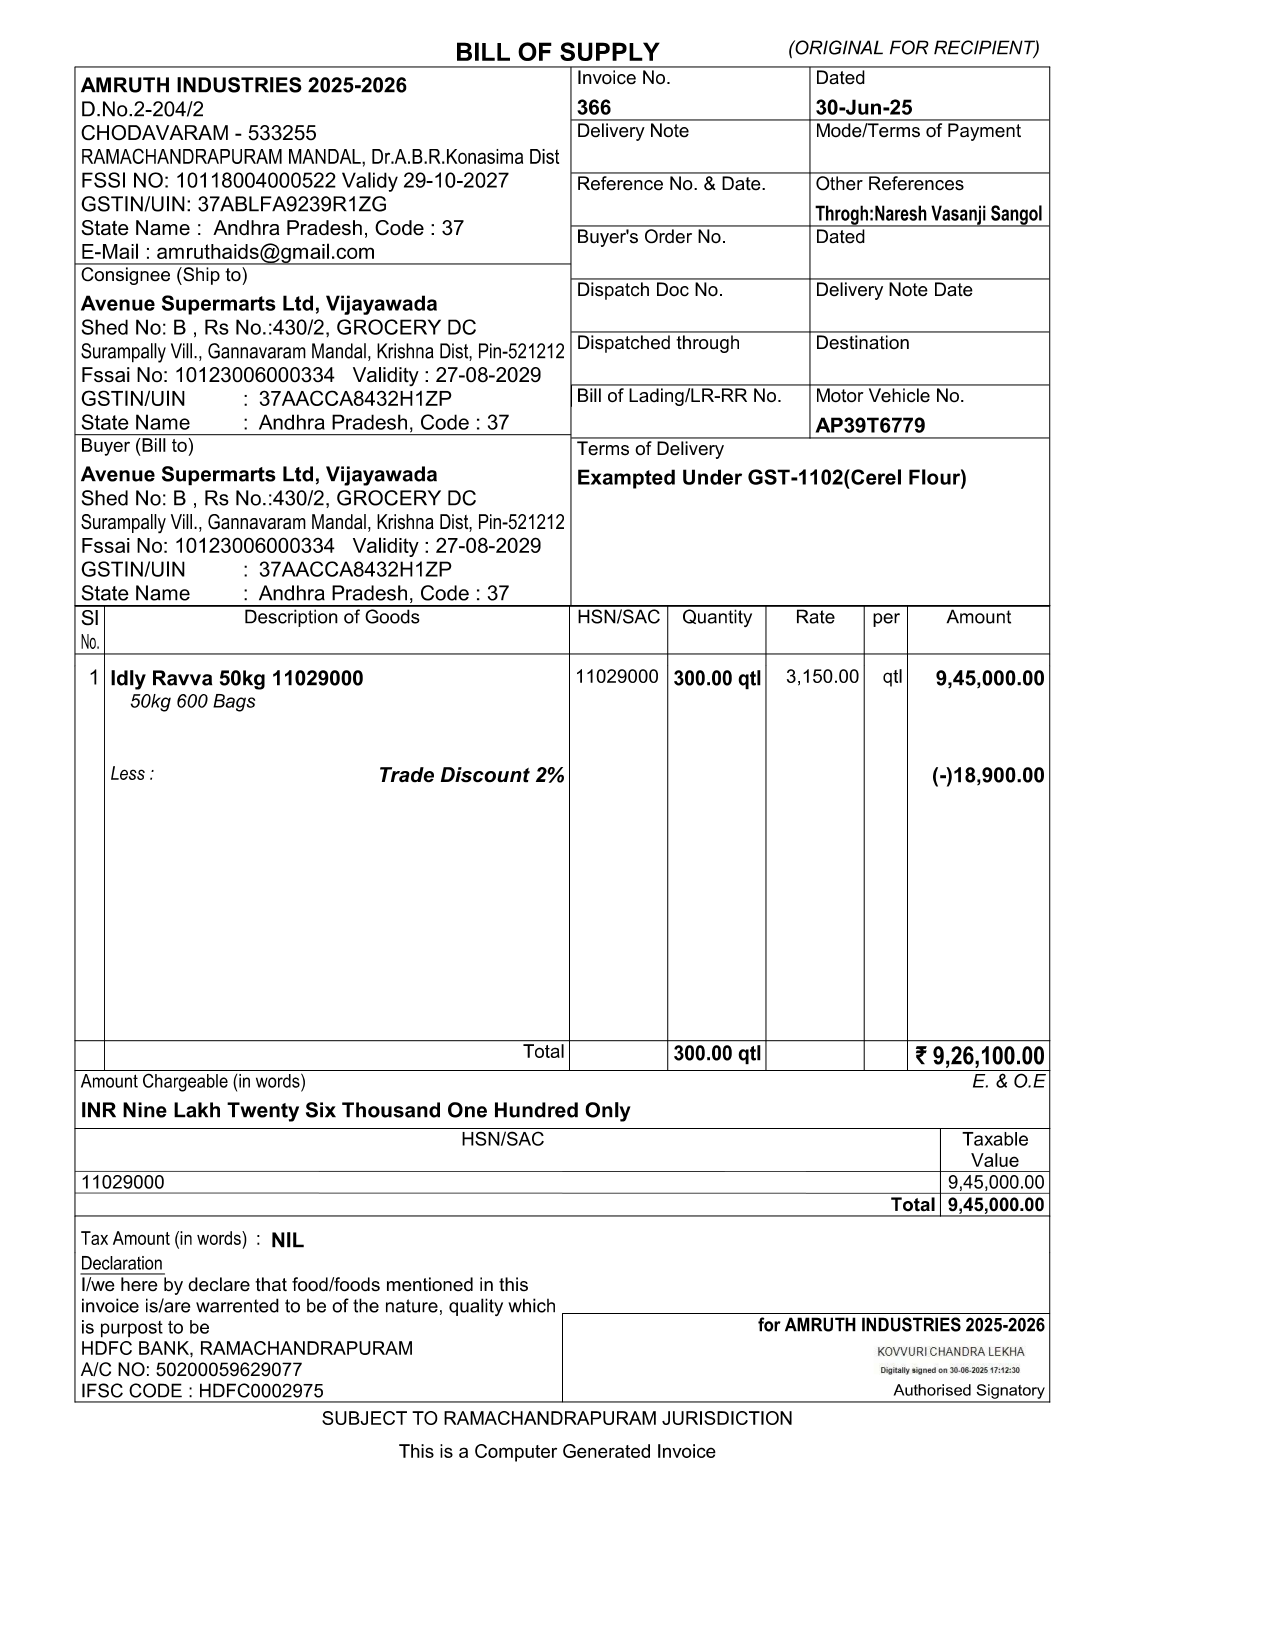 BILL OF SUPPLY
(ORIGINAL FOR RECIPIENT)
AMRUTH INDUSTRIES 2025-2026
D.No.2-204/2
CHODAVARAM - 533255
RAMACHANDRAPURAM MANDAL, Dr.A.B.R.Konasima Dist
FSSI NO: 10118004000522 Validy 29-10-2027
GSTIN/UIN: 37ABLFA9239R1ZG
State Name : Andhra Pradesh, Code : 37
E-Mail : amruthaids@gmail.com
Invoice No.
366
Dated
30-Jun-25
Delivery Note
Mode/Terms of Payment
Reference No. & Date.
Other References
Throgh:Naresh Vasanji Sangol
Buyer's Order No.
Dated
Dispatch Doc No.
Delivery Note Date
Dispatched through
Destination
Bill of Lading/LR-RR No.
Motor Vehicle No.
AP39T6779
Terms of Delivery
Exampted Under GST-1102(Cerel Flour)
Consignee (Ship to)
Avenue Supermarts Ltd, Vijayawada
Shed No: B , Rs No.:430/2, GROCERY DC
Surampally Vill., Gannavaram Mandal, Krishna Dist, Pin-521212
Fssai No: 10123006000334 Validity : 27-08-2029
GSTIN/UIN : 37AACCA8432H1ZP
State Name : Andhra Pradesh, Code : 37
Buyer (Bill to)
Avenue Supermarts Ltd, Vijayawada
Shed No: B , Rs No.:430/2, GROCERY DC
Surampally Vill., Gannavaram Mandal, Krishna Dist, Pin-521212
Fssai No: 10123006000334 Validity : 27-08-2029
GSTIN/UIN : 37AACCA8432H1ZP
State Name : Andhra Pradesh, Code : 37
SI No. Description of Goods HSN/SAC Quantity Rate per Amount
1 Idly Ravva 50kg 11029000 11029000 300.00 qtl 3,150.00 qtl 9,45,000.00
50kg 600 Bags
Less : Trade Discount 2% (-)18,900.00
Total 300.00 qtl ₹ 9,26,100.00
Amount Chargeable (in words) E. & O.E
INR Nine Lakh Twenty Six Thousand One Hundred Only
HSN/SAC Taxable Value
11029000 9,45,000.00
Total 9,45,000.00
Tax Amount (in words) : NIL
Declaration
I/we here by declare that food/foods mentioned in this
invoice is/are warrented to be of the nature, quality which
is purpost to be
HDFC BANK, RAMACHANDRAPURAM
A/C NO: 50200059629077
IFSC CODE : HDFC0002975
for AMRUTH INDUSTRIES 2025-2026
KOVVURI CHANDRA LEKHA
Digitally signed on 30-06-2025 17:12:30
Authorised Signatory
SUBJECT TO RAMACHANDRAPURAM JURISDICTION
This is a Computer Generated Invoice